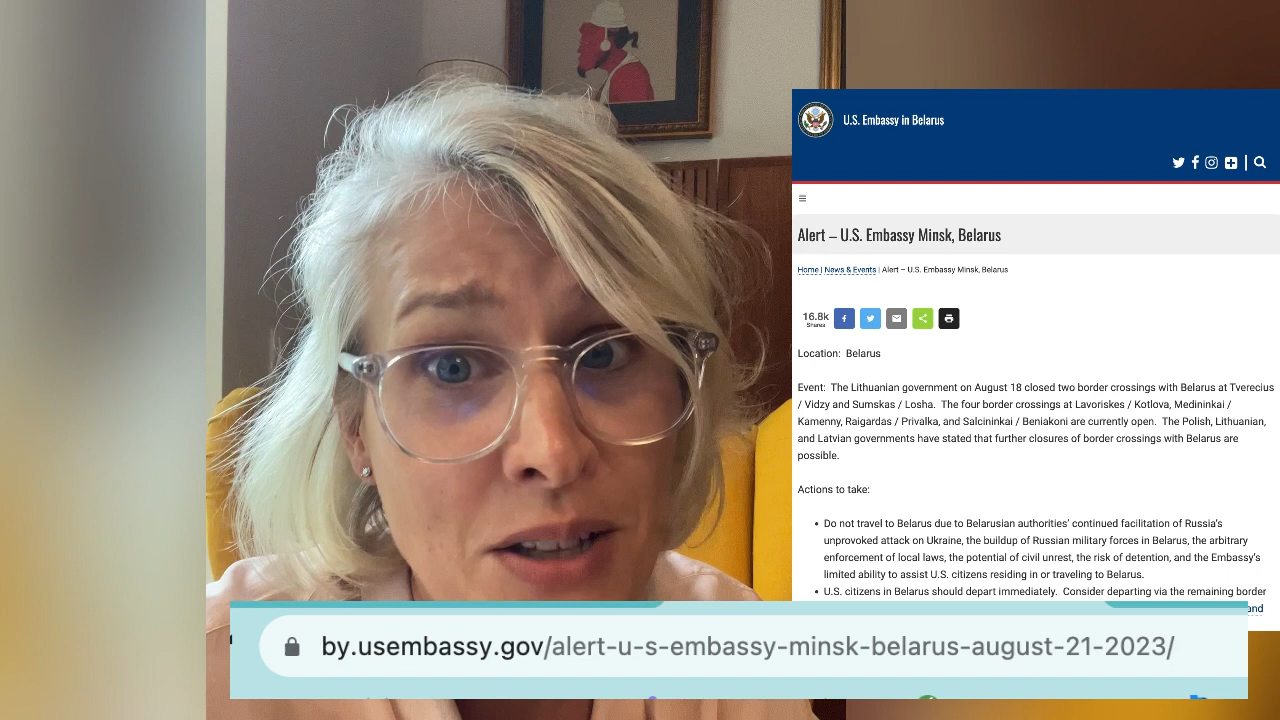 U.S. Embassy in Belarus
Alert – U.S. Embassy Minsk, Belarus
Home | News & Events | Alert – U.S. Embassy Minsk, Belarus
16.8k
Shares
Location: Belarus
Event: The Lithuanian government on August 18 closed two border crossings with Belarus at Tverecius
/ Vidzy and Sumskas / Losha. The four border crossings at Lavoriskes / Kotlova, Medininkai /
Kamenny, Raigardas / Privalka, and Salcininkai / Beniakoni are currently open. The Polish, Lithuanian,
and Latvian governments have stated that further closures of border crossings with Belarus are
possible.
Actions to take:
• Do not travel to Belarus due to Belarusian authorities’ continued facilitation of Russia’s
unprovoked attack on Ukraine, the buildup of Russian military forces in Belarus, the arbitrary
enforcement of local laws, the potential of civil unrest, the risk of detention, and the Embassy’s
limited ability to assist U.S. citizens residing in or traveling to Belarus.
• U.S. citizens in Belarus should depart immediately. Consider departing via the remaining border
and
by.usembassy.gov/alert-u-s-embassy-minsk-belarus-august-21-2023/